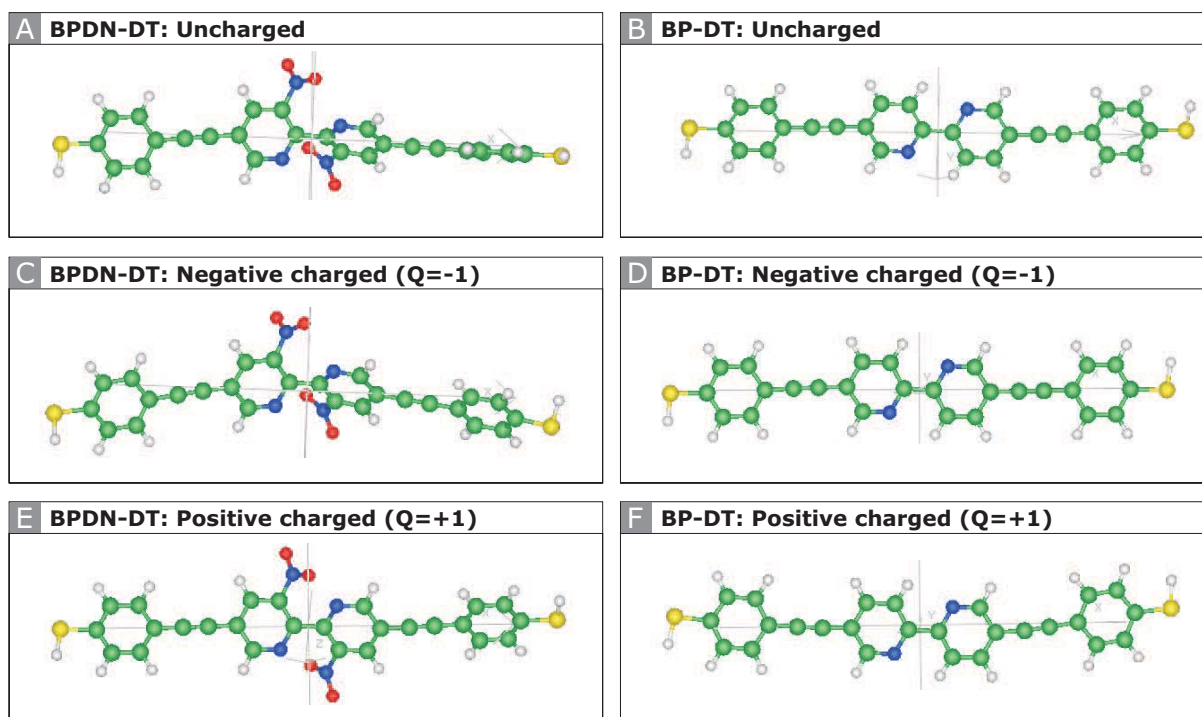 A BPDN-DT: Uncharged
B BP-DT: Uncharged
X
X
Y
C BPDN-DT: Negative charged (Q=-1)
D BP-DT: Negative charged (Q=-1)
X
Y
X
E BPDN-DT: Positive charged (Q=+1)
F BP-DT: Positive charged (Q=+1)
X
Z
Y
X